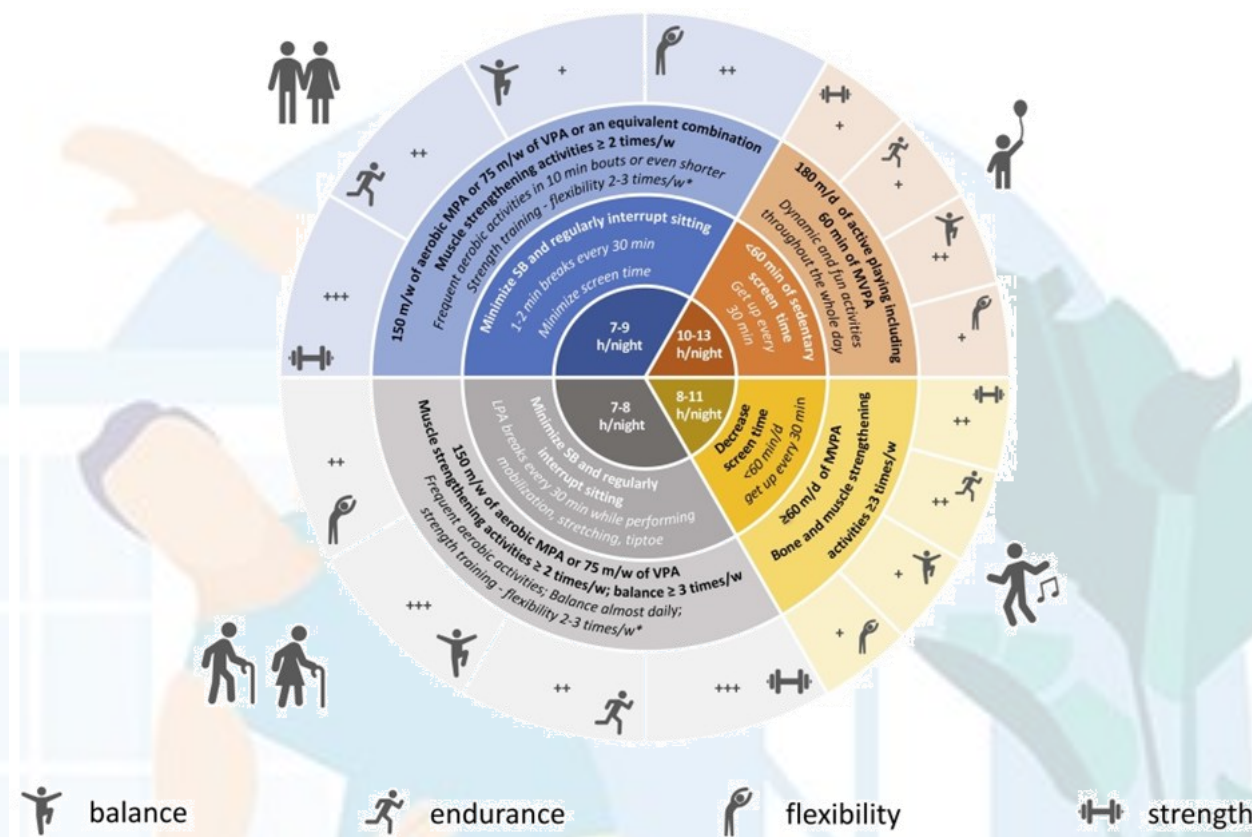 +
++
++
+++
150 m/w of aerobic MPA or 75 m/w of VPA or an equivalent combination
Muscle strengthening activities ≥ 2 times/w
Frequent aerobic activities in 10 min bouts or even shorter
Strength training - flexibility 2-3 times/w*
Minimize SB and regularly interrupt sitting
1-2 min breaks every 30 min
Minimize screen time
7-9
h/night
+
+
++
+
180 m/d of active playing including
60 min of MVPA
Dynamic and fun activities
throughout the whole day
<60 min of sedentary
screen time
Get up every
30 min
10-13
h/night
8-11
h/night
Decrease
screen time
<60 min/d
get up every 30 min
≥60 m/d of MVPA
Bone and muscle strengthening
activities ≥3 times/w
++
++
+
+
7-8
h/night
Minimize SB and regularly
interrupt sitting
LPA breaks every 30 min while performing
mobilization, stretching, tiptoe
150 m/w of aerobic MPA or 75 m/w of VPA
Muscle strengthening activities ≥ 2 times/w; balance ≥ 3 times/w
Frequent aerobic activities; Balance almost daily;
strength training - flexibility 2-3 times/w*
++
+++
++
+++
balance
endurance
flexibility
strength